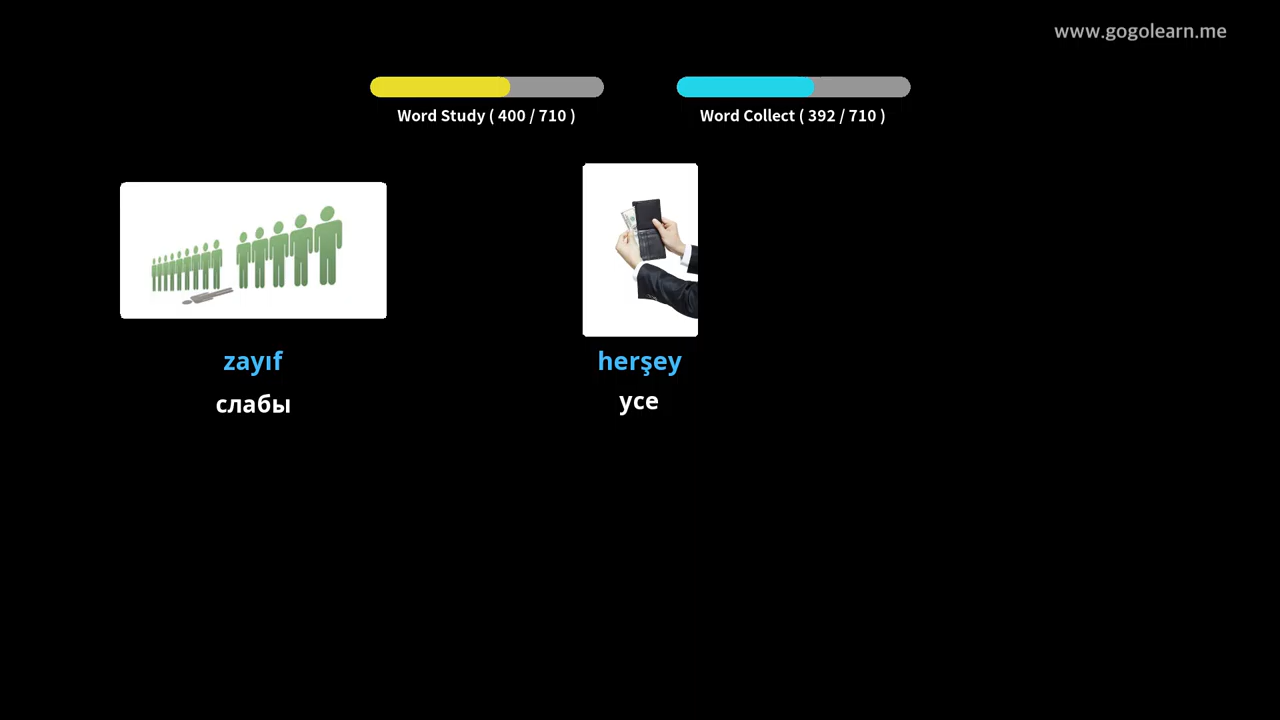 www.gogolearn.me
Word Study ( 400 / 710 )
Word Collect ( 392 / 710 )
zayıf
слабы
herşey
усе